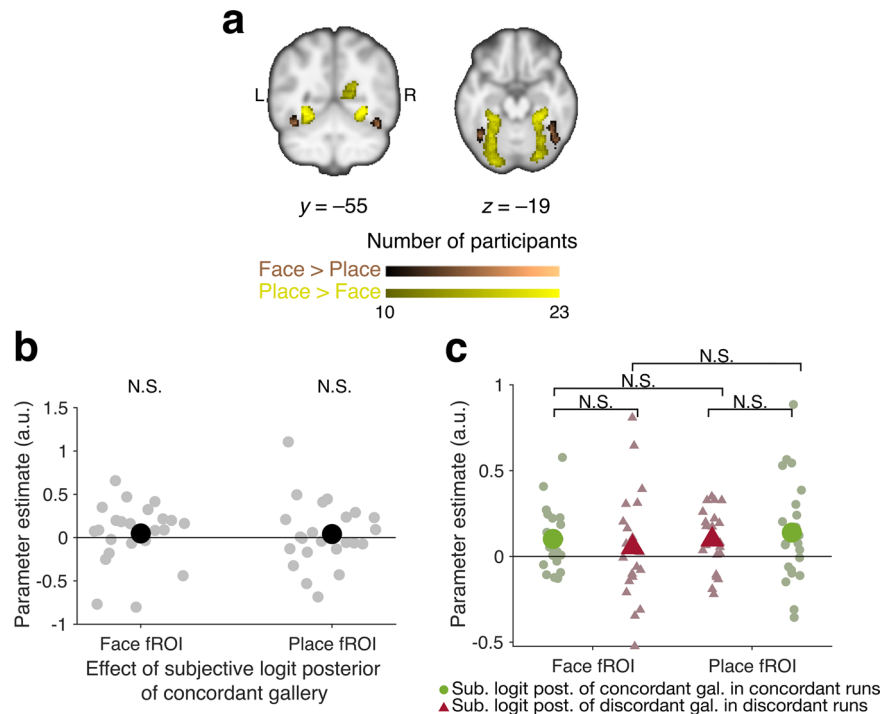 a
L
R
y = −55
z = −19
Number of participants
Face > Place
Place > Face
10
23
b
N.S.
N.S.
Parameter estimate (a.u.)
1.5
1
0.5
0
-0.5
-1
Face fROI
Place fROI
Effect of subjective logit posterior
of concordant gallery
c
N.S.
N.S.
N.S.
N.S.
Parameter estimate (a.u.)
1
0.5
0
-0.5
Face fROI
Place fROI
Sub. logit post. of concordant gal. in concordant runs
Sub. logit post. of discordant gal. in discordant runs